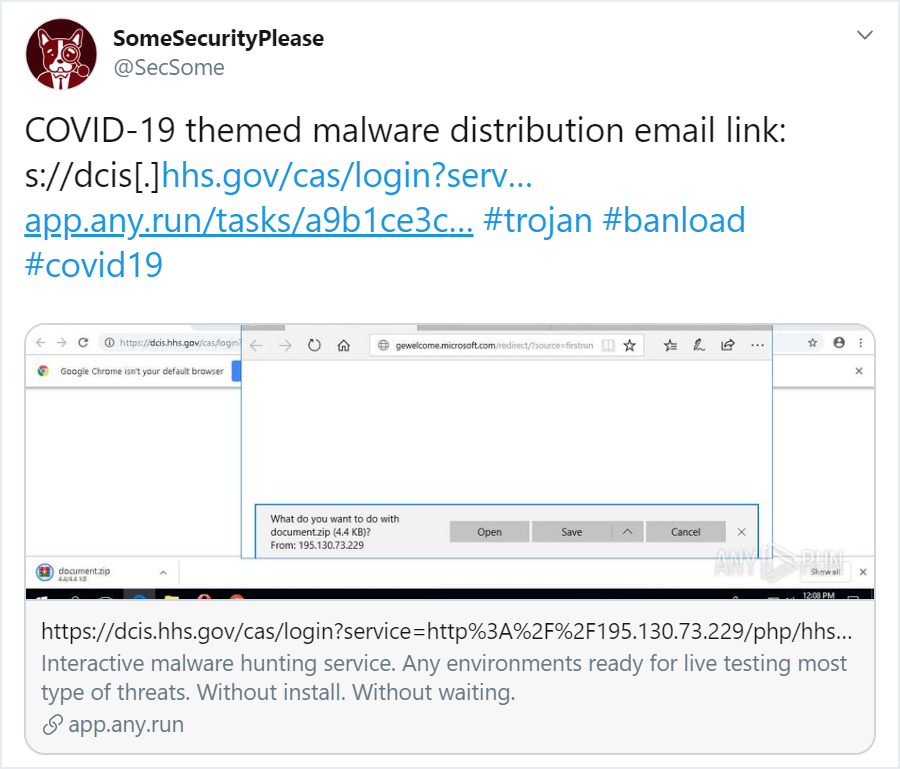 SomeSecurityPlease
@SecSome
COVID-19 themed malware distribution email link:
s://dcis[.]hhs.gov/cas/login?serv...
app.any.run/tasks/a9b1ce3c... #trojan #banload
#covid19
https://dcis.hhs.gov/cas/login?
gewelcome.microsoft.com/redirect/?source=firstrun
Google Chrome isn't your default browser
What do you want to do with
document.zip (4.4 KB)?
From: 195.130.73.229
Open Save Cancel
document.zip
4.4/4.4 KB
ANY RUN
Show all
12:08 PM
https://dcis.hhs.gov/cas/login?service=http%3A%2F%2F195.130.73.229/php/hhs...
Interactive malware hunting service. Any environments ready for live testing most
type of threats. Without install. Without waiting.
app.any.run